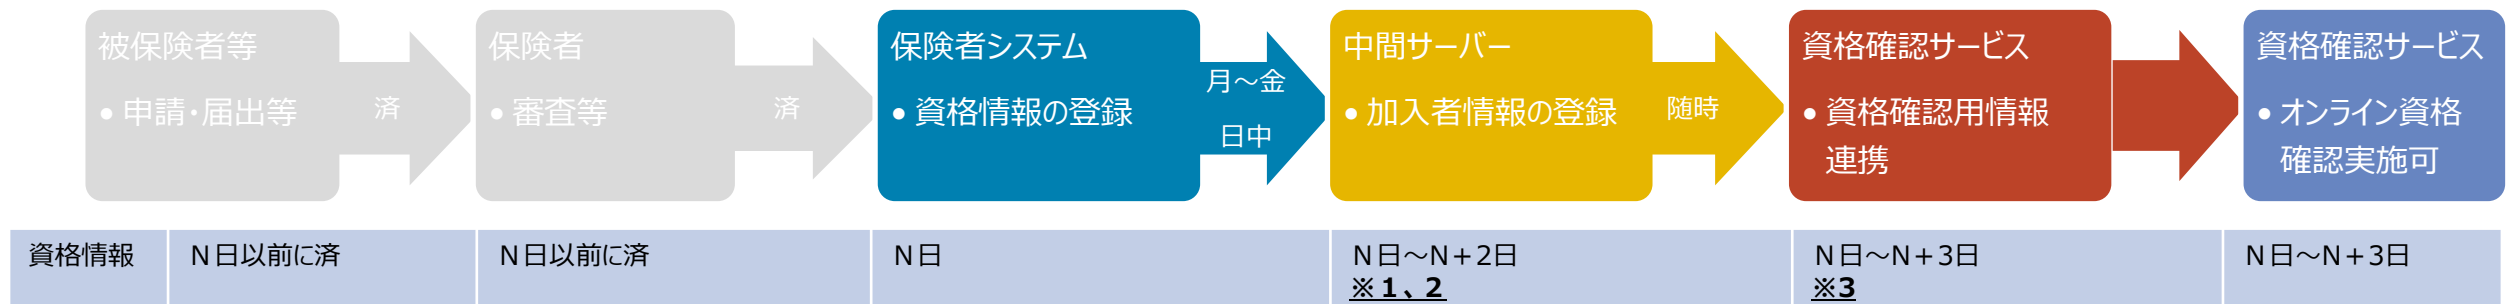 被保険者等
• 申請・届出等
済
保険者
• 審査等
済
保険者システム
• 資格情報の登録
月～金
日中
中間サーバー
• 加入者情報の登録
随時
資格確認サービス
• 資格確認用情報
連携
資格確認サービス
• オンライン資格
確認実施可
資格情報
N日以前に済
N日以前に済
N日
N日～N+2日
※1、2
N日～N+3日
※3
N日～N+3日